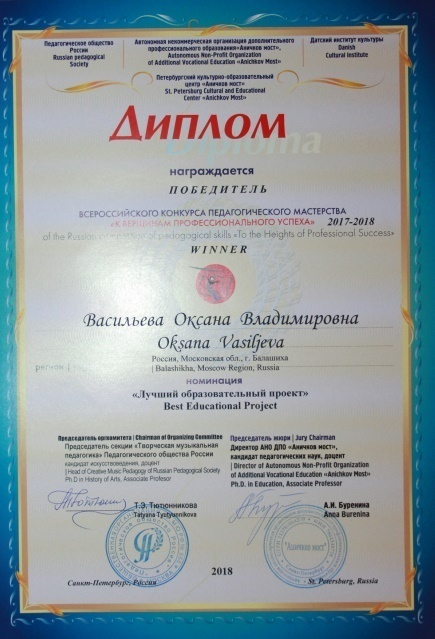 Педагогическое общество
России
Russian pedagogical
Society
Автономная некоммерческая организация дополнительного
профессионального образования «Аничков мост»,
Autonomous Non-Profit Organization
of Additional Vocational Education «Anichkov Most»
Датский институт культуры
Danish
Cultural Institute
Петербургский культурно-образовательный
центр «Аничков мост»
St. Petersburg Cultural and Educational
Center «Anichkov Most»
Диплом
Diploma
награждается
ПОБЕДИТЕЛЬ
ВСЕРОССИЙСКОГО КОНКУРСА ПЕДАГОГИЧЕСКОГО МАСТЕРСТВА
«К ВЕРШИНАМ ПРОФЕССИОНАЛЬНОГО УСПЕХА» 2017-2018
of the Russian of pedagogical skills «To the Heights of Professional Success»
WINNER
Васильева Оксана Владимировна
Oksana Vasiljeva
Россия, Московская обл., г. Балашиха
регион | Balashikha, Moscow Region, Russia
номинация
«Лучший образовательный проект»
Best Educational Project
Председатель оргкомитета | Chairman of Organizing Committee
Председатель секции «Творческая музыкальная
педагогика» Педагогического общества России
кандидат искусствоведения, доцент
| Head of Creative Music Pedagogy of Russian Pedagogical Society
Ph.D in History of Arts, Associate Profesor
Председатель жюри | Jury Chairman
Директор АНО ДПО «Аничков мост»,
кандидат педагогических наук, доцент
| Director of Autonomous Non-Profit Organization
of Additional Vocational Education «Anichkov Most»
Ph.D. in Education, Associate Professor
Т.Э. Тютюнникова
Tatyana Tyutyunnikova
А.И. Буренина
Anna Burenina
"Аничков мост"
2018
Санкт-Петербург, Россия
St. Petersburg, Russia